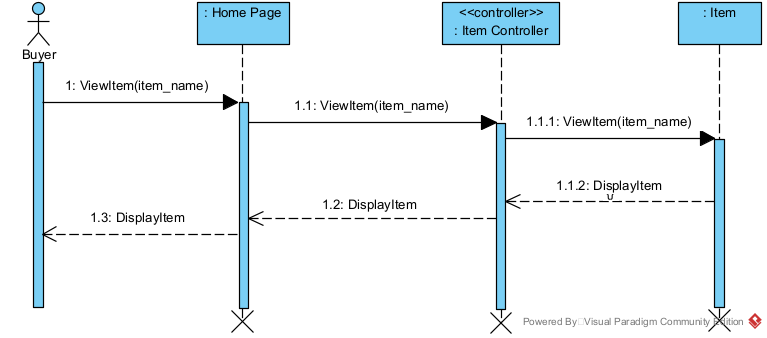 : Home Page
<<controller>>
: Item Controller
: Item
Buyer
1: ViewItem(item_name)
1.1: ViewItem(item_name)
1.1.1: ViewItem(item_name)
1.1.2: DisplayItem
1.2: DisplayItem
1.3: DisplayItem
Powered By Visual Paradigm Community Edition